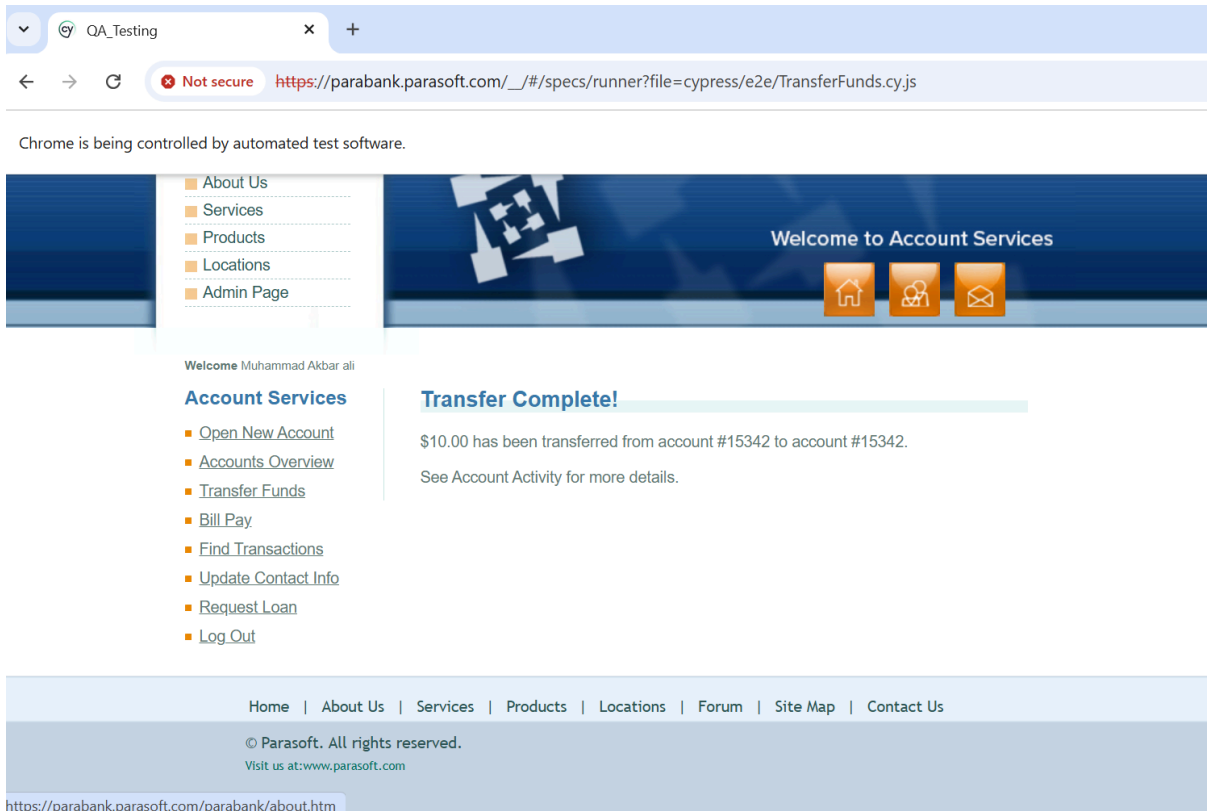 QA_Testing
Not secure https://parabank.parasoft.com/__/#/specs/runner?file=cypress/e2e/TransferFunds.cy.js
Chrome is being controlled by automated test software.
About Us
Services
Products
Locations
Admin Page
Welcome to Account Services
Welcome Muhammad Akbar ali
Account Services
Open New Account
Accounts Overview
Transfer Funds
Bill Pay
Find Transactions
Update Contact Info
Request Loan
Log Out
Transfer Complete!
$10.00 has been transferred from account #15342 to account #15342.
See Account Activity for more details.
Home | About Us | Services | Products | Locations | Forum | Site Map | Contact Us
© Parasoft. All rights reserved.
Visit us at:www.parasoft.com
https://parabank.parasoft.com/parabank/about.htm